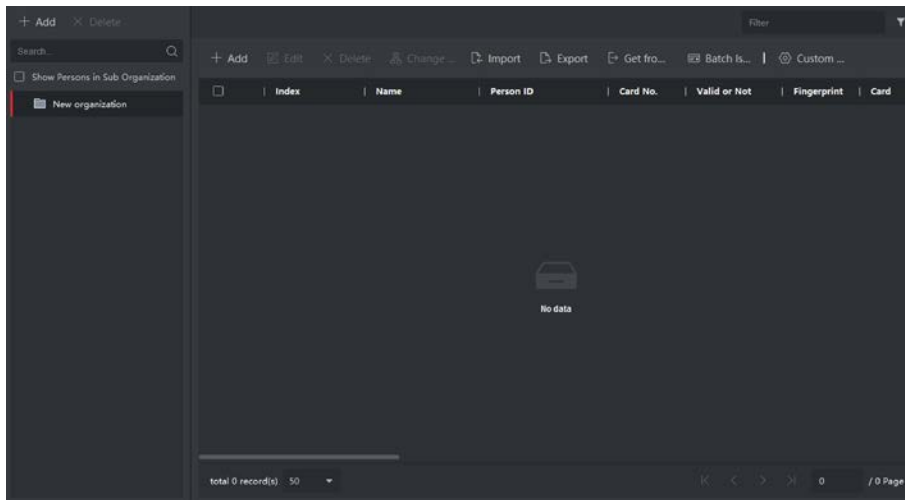 Add Delete
Filter
Search...
Show Persons in Sub Organization
New organization
Add Edit Delete Change ... Import Export Get fro... Batch Is... Custom ...
Index Name Person ID Card No. Valid or Not Fingerprint Card
No data
total 0 record(s) 50
0 / 0 Page